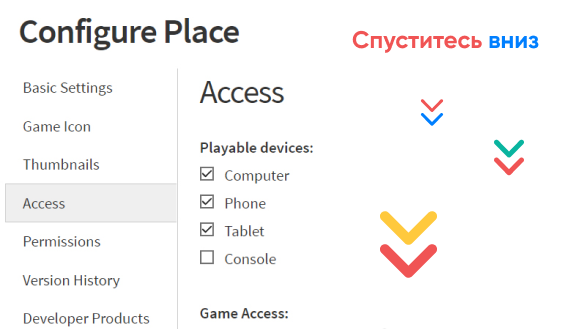 Configure Place
Спуститесь вниз
Basic Settings
Game Icon
Thumbnails
Access
Permissions
Version History
Developer Products
Access
Playable devices:
Computer
Phone
Tablet
Console
Game Access: